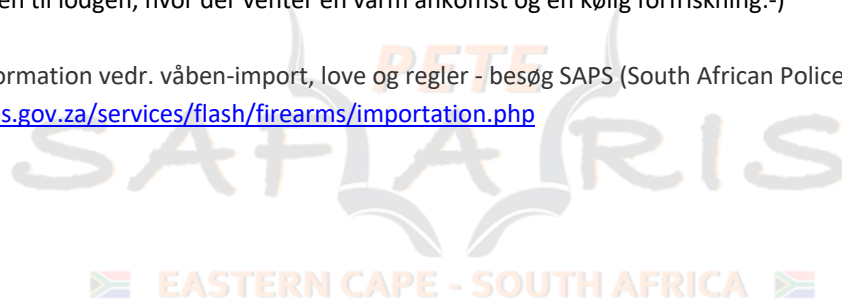 en til lodgen, hvor der venter en varm ankomst og en kølig forfriskning:-)
PETE
ormation vedr. våben-import, love og regler - besøg SAPS (South African Police
s.gov.za/services/flash/firearms/importation.php
SAFARIS
EASTERN CAPE - SOUTH AFRICA